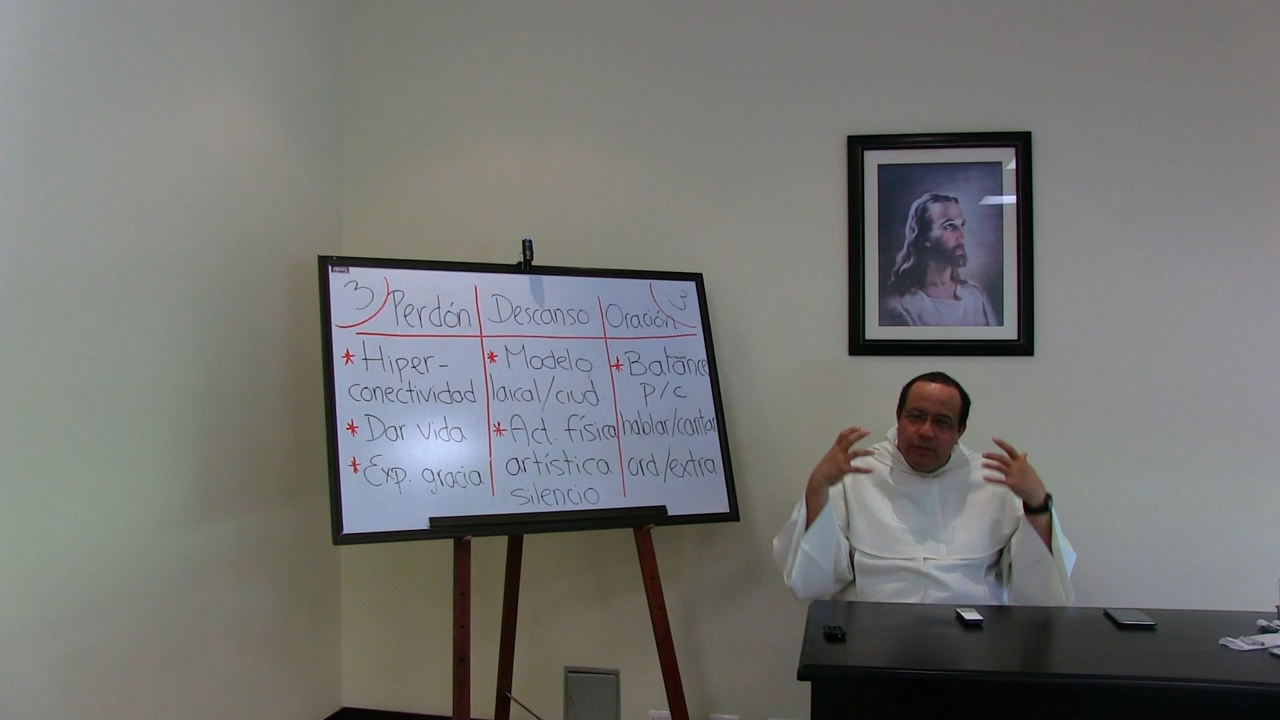 3 Perdón Descanso Oración 3
* Hiper- * Modelo * Balance
conectividad laical/ciud. p/c
* Dar vida * Act. física hablar/cantar
* Exp. gracia artística ord/extra
silencio